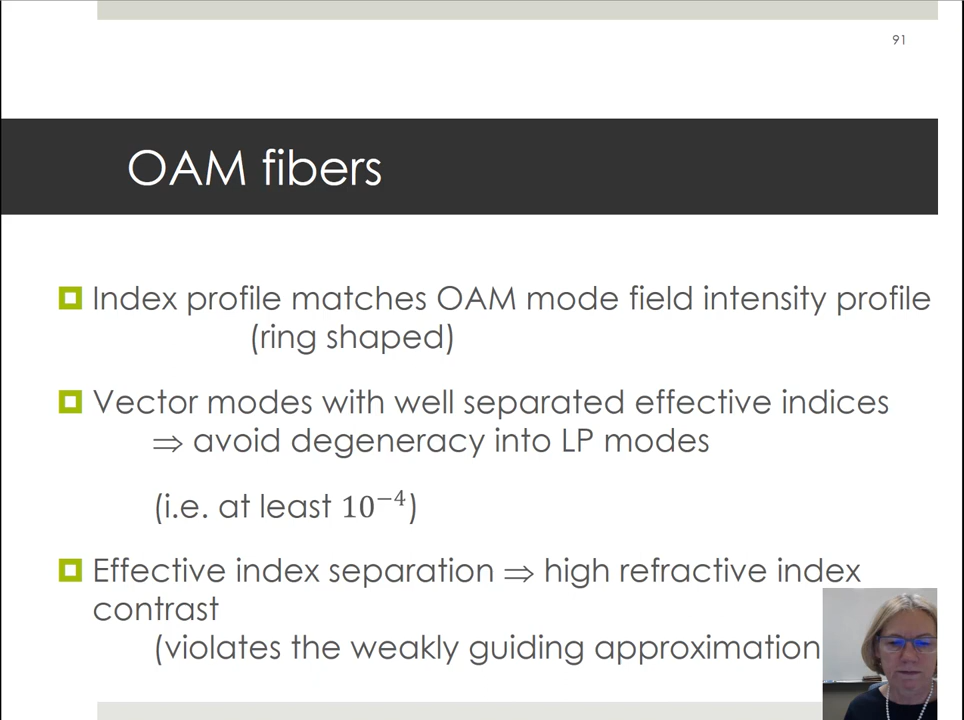 91
OAM fibers
Index profile matches OAM mode field intensity profile
(ring shaped)
Vector modes with well separated effective indices
⇒ avoid degeneracy into LP modes
(i.e. at least 10⁻⁴)
Effective index separation ⇒ high refractive index
contrast
(violates the weakly guiding approximation